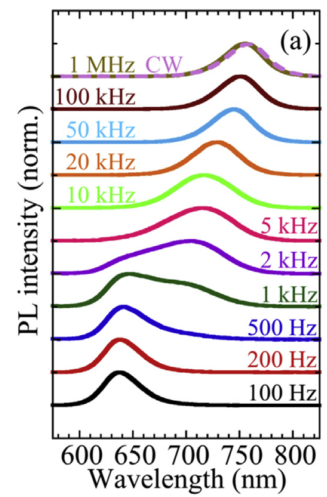 (a)
1 MHz CW
100 kHz
50 kHz
20 kHz
10 kHz
5 kHz
2 kHz
1 kHz
500 Hz
200 Hz
100 Hz
PL intensity (norm.)
600 650 700 750 800
Wavelength (nm)